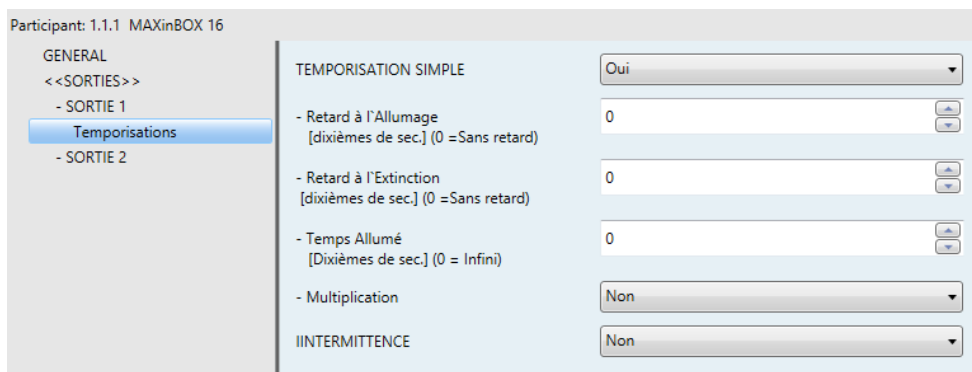 Participant: 1.1.1 MAXinBOX 16
GENERAL
<<SORTIES>>
- SORTIE 1
Temporisations
- SORTIE 2
TEMPORISATION SIMPLE
Oui
- Retard à l`Allumage
[dixièmes de sec.] (0 =Sans retard)
0
- Retard à l`Extinction
[dixièmes de sec.] (0 =Sans retard)
0
- Temps Allumé
[Dixièmes de sec.] (0 = Infini)
0
- Multiplication
Non
IINTERMITTENCE
Non